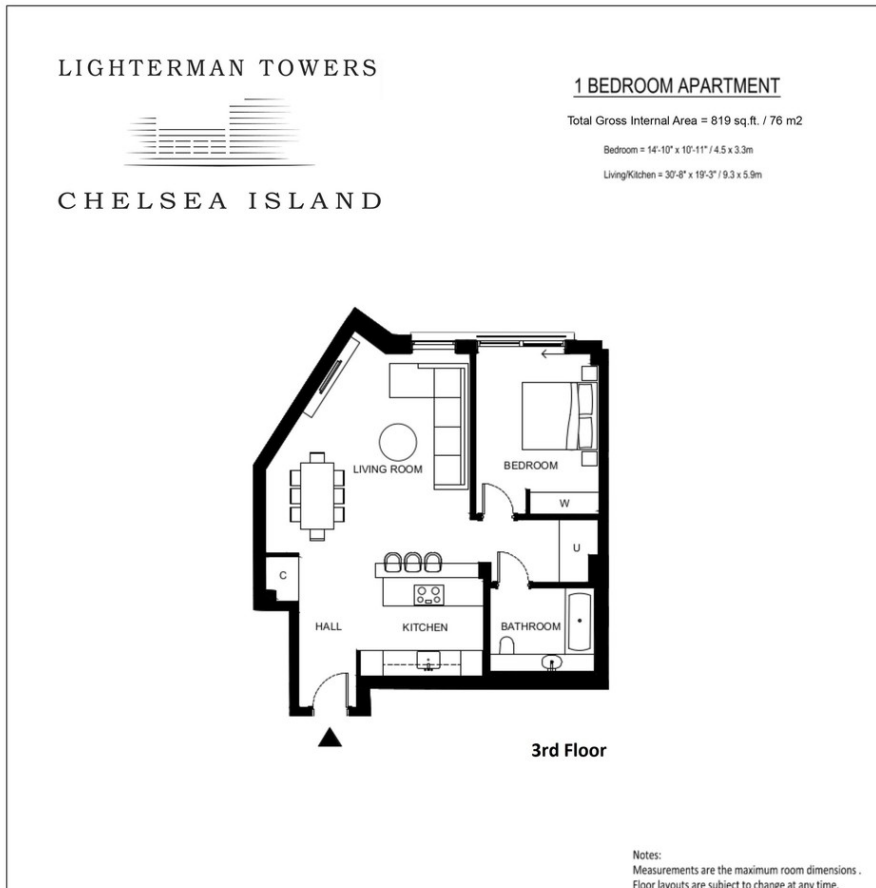 LIGHTERMAN TOWERS
CHELSEA ISLAND
1 BEDROOM APARTMENT
Total Gross Internal Area = 819 sq.ft. / 76 m2
Bedroom = 14'-10" x 10'-11" / 4.5 x 3.3m
Living/Kitchen = 30'-8" x 19'-3" / 9.3 x 5.9m
LIVING ROOM
BEDROOM
W
U
C
HALL
KITCHEN
BATHROOM
3rd Floor
Notes:
Measurements are the maximum room dimensions .
Floor layouts are subject to change at any time.